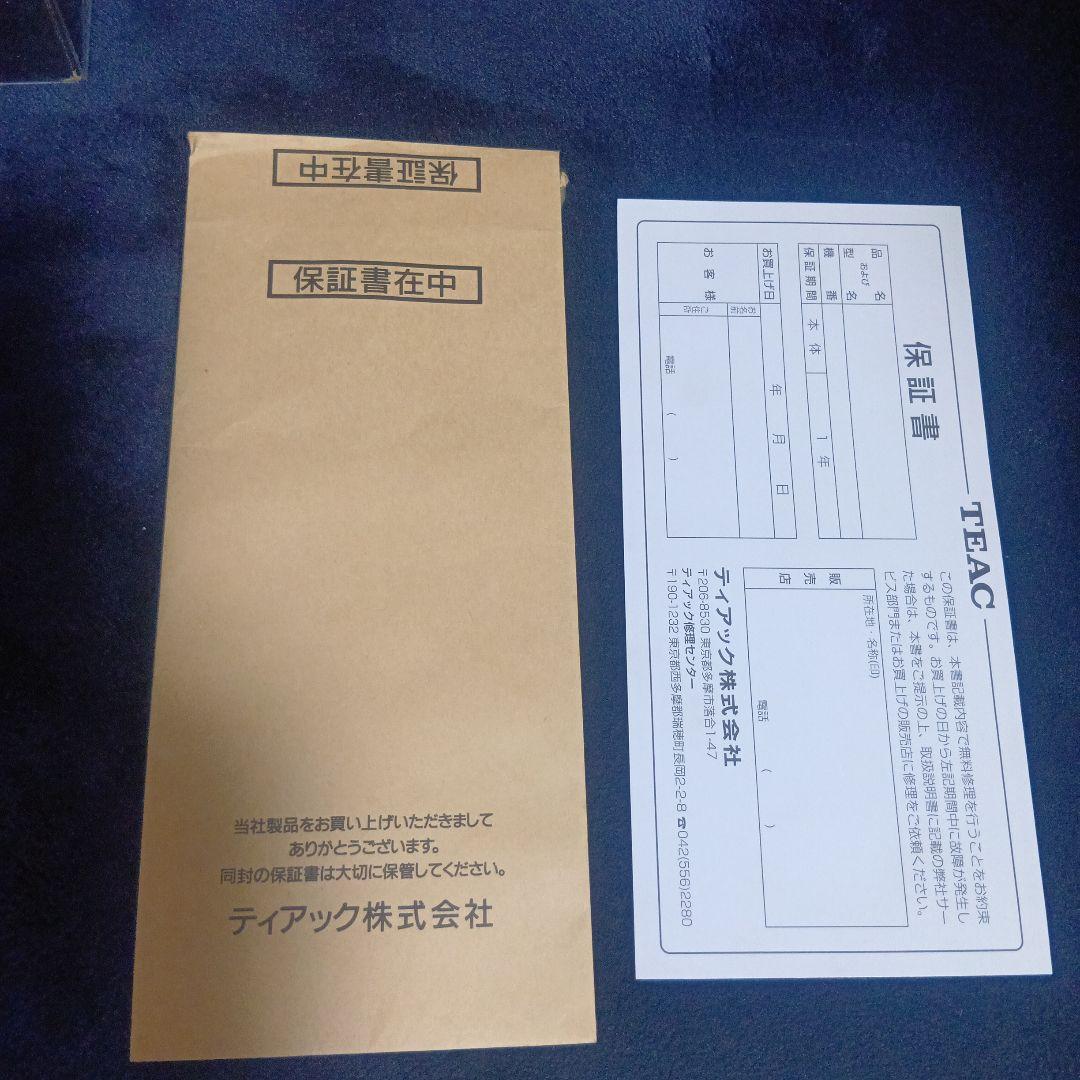 保証書在中
保証書在中
当社製品をお買い上げいただきまして
ありがとうございます。
同封の保証書は大切に保管してください。
ティアック株式会社
TEAC
保証書
品名
および
型名
機番
保証期間 本体 1年
お買上げ日 年 月 日
お客様
お名前
ご住所
電話 ( )
この保証書は、本書記載内容で無料修理を行うことをお約束
するものです。お買上げの日から左記期間中に故障が発生し
た場合は、本書をご提示の上、取扱説明書に記載の弊社サー
ビス部門またはお買上げの販売店に修理をご依頼ください。
販売店
所在地・名称(印)
電話 ( )
ティアック株式会社
〒206-8530 東京都多摩市落合1-47
ティアック修理センター
〒190-1232 東京都西多摩郡瑞穂町長岡2-2-8 ☎042(556)2280